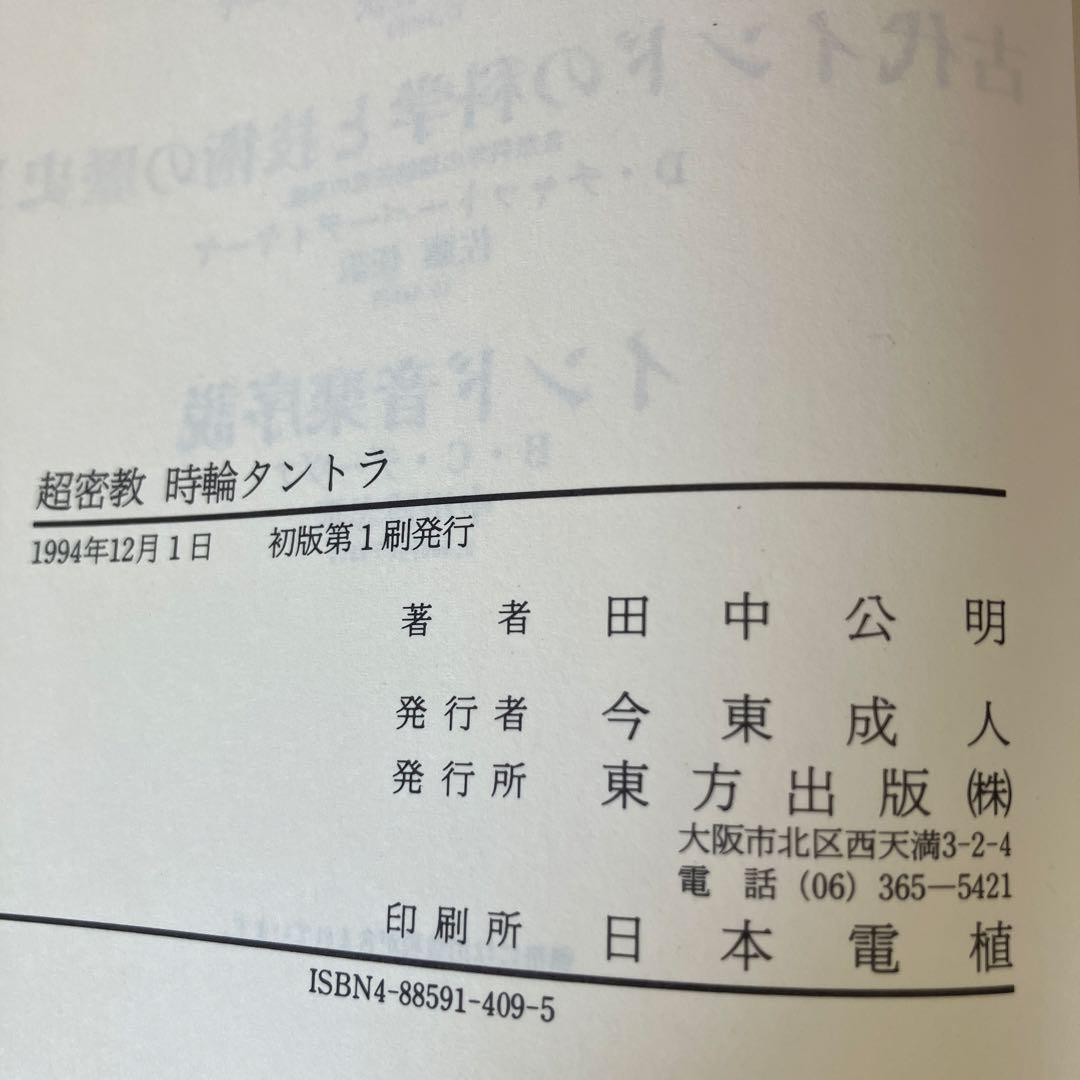 超密教 時輪タントラ
1994年12月1日 初版第1刷発行
著者 田中公明
発行者 今東成人
発行所 東方出版㈱
大阪市北区西天満3-2-4
電話 (06) 365—5421
印刷所 日本電植
ISBN4-88591-409-5